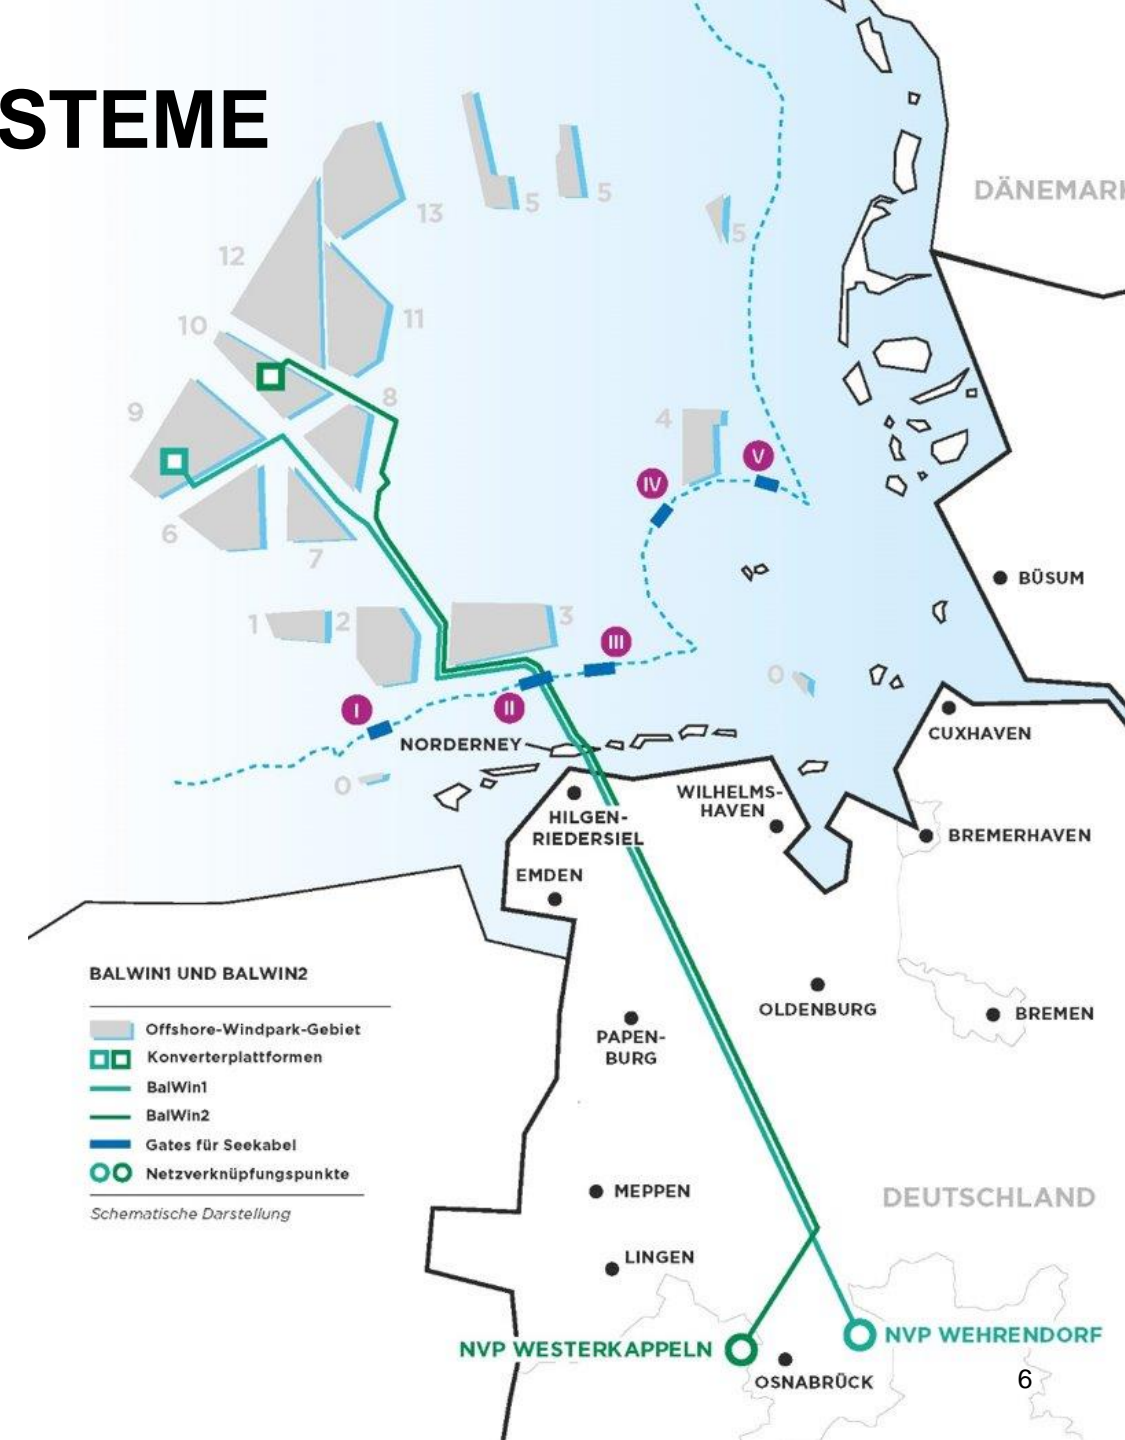 STEME
DÄNEMAR
13
5
5
5
12
10
11
9
8
4
V
IV
6
7
BÜSUM
1
2
3
III
0
I
II
NORDERNEY
CUXHAVEN
0
WILHELMS-
HAVEN
HILGEN-
RIEDERSIEL
BREMERHAVEN
EMDEN
BALWIN1 UND BALWIN2
OLDENBURG
BREMEN
Offshore-Windpark-Gebiet
PAPEN-
BURG
Konverterplattformen
BalWin1
BalWin2
Gates für Seekabel
Netzverknüpfungspunkte
MEPPEN
DEUTSCHLAND
Schematische Darstellung
LINGEN
NVP WEHRENDORF
NVP WESTERKAPPELN
OSNABRÜCK
6